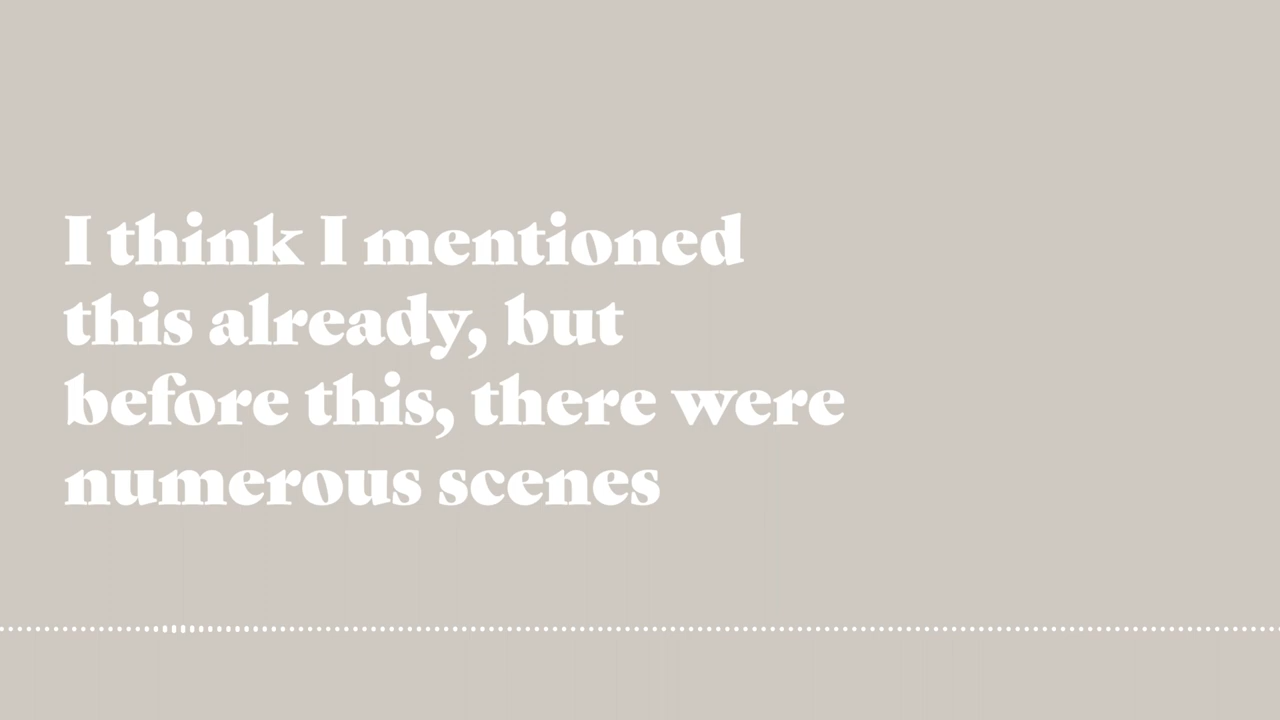 I think I mentioned
this already, but
before this, there were
numerous scenes